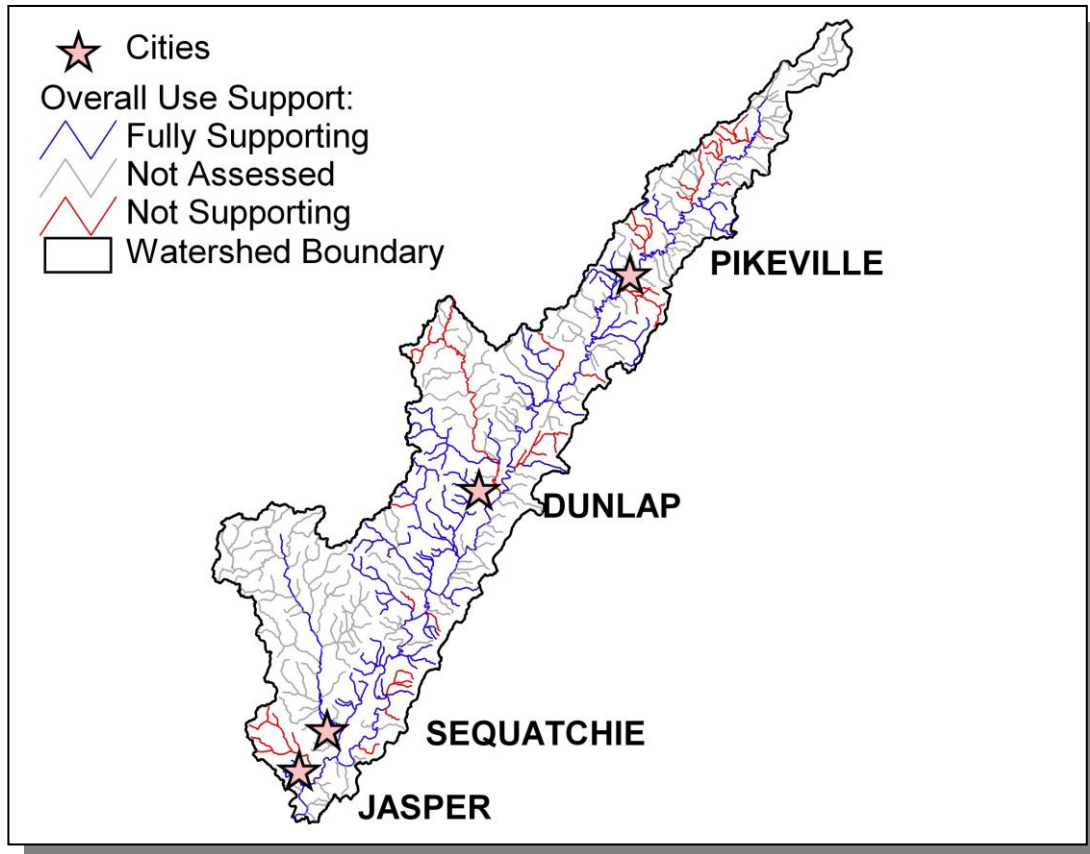 Cities
Overall Use Support:
Fully Supporting
Not Assessed
Not Supporting
Watershed Boundary
PIKEVILLE
DUNLAP
SEQUATCHIE
JASPER